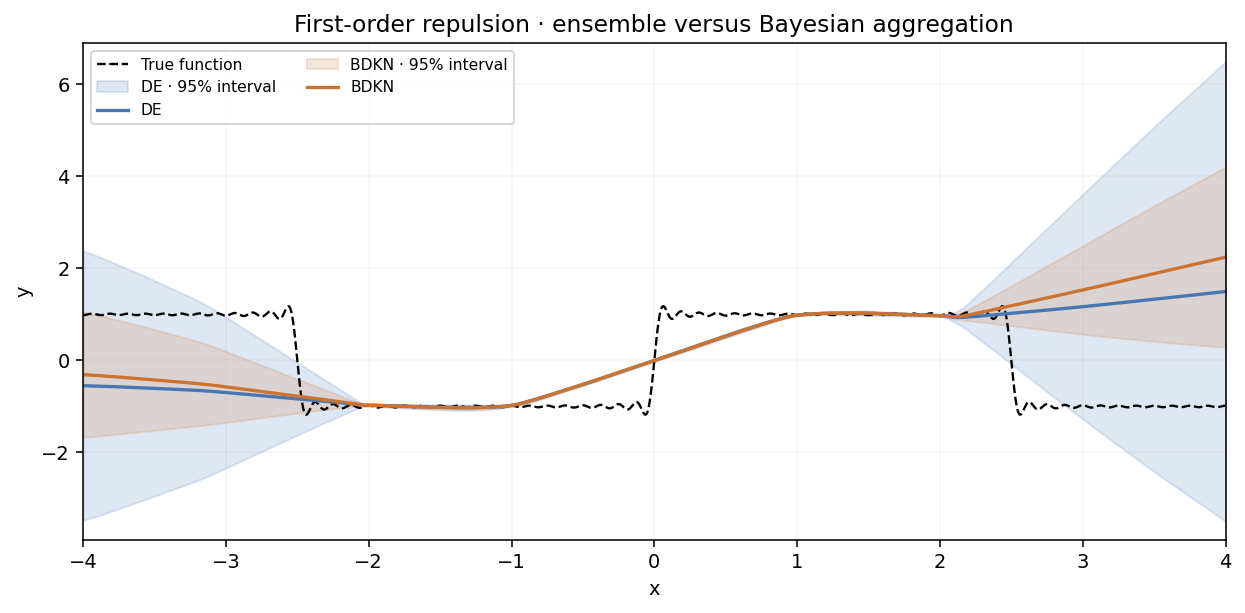 First-order repulsion · ensemble versus Bayesian aggregation
True function
DE · 95% interval
DE
BDKN · 95% interval
BDKN
y
6
4
2
0
−2
−4 −3 −2 −1 0 1 2 3 4
x